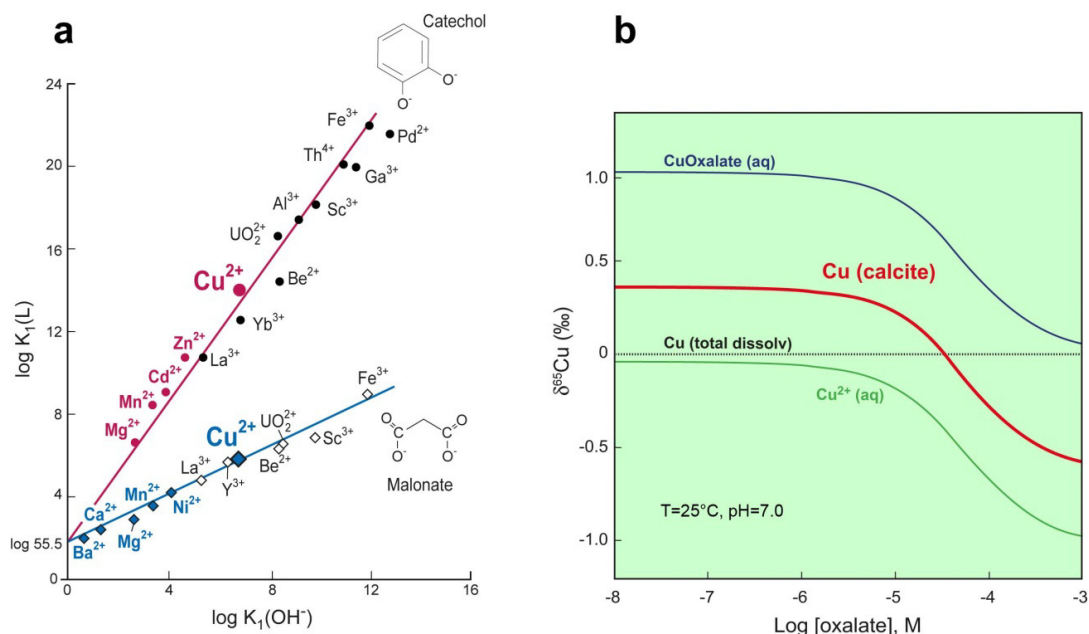 a
Catechol
O⁻
O⁻
24
20
16
12
8
4
log 55.5
0
0
4
8
12
16
log K₁(L)
log K₁(OH⁻)
Fe³⁺
Pd²⁺
Th⁴⁺
Ga³⁺
Al³⁺
Sc³⁺
UO₂²⁺
Be²⁺
Cu²⁺
Yb³⁺
Zn²⁺
La³⁺
Cd²⁺
Mn²⁺
Mg²⁺
Fe³⁺
UO₂²⁺
Cu²⁺
Sc³⁺
Be²⁺
La³⁺
Y³⁺
Mn²⁺
Ni²⁺
Ca²⁺
Mg²⁺
Ba²⁺
O
O
O⁻
O⁻
Malonate
b
CuOxalate (aq)
Cu (calcite)
Cu (total dissolv)
Cu²⁺ (aq)
T=25°C, pH=7.0
1.0
0.5
0
-0.5
-1.0
δ⁶⁵Cu (‰)
-8
-7
-6
-5
-4
-3
Log [oxalate], M